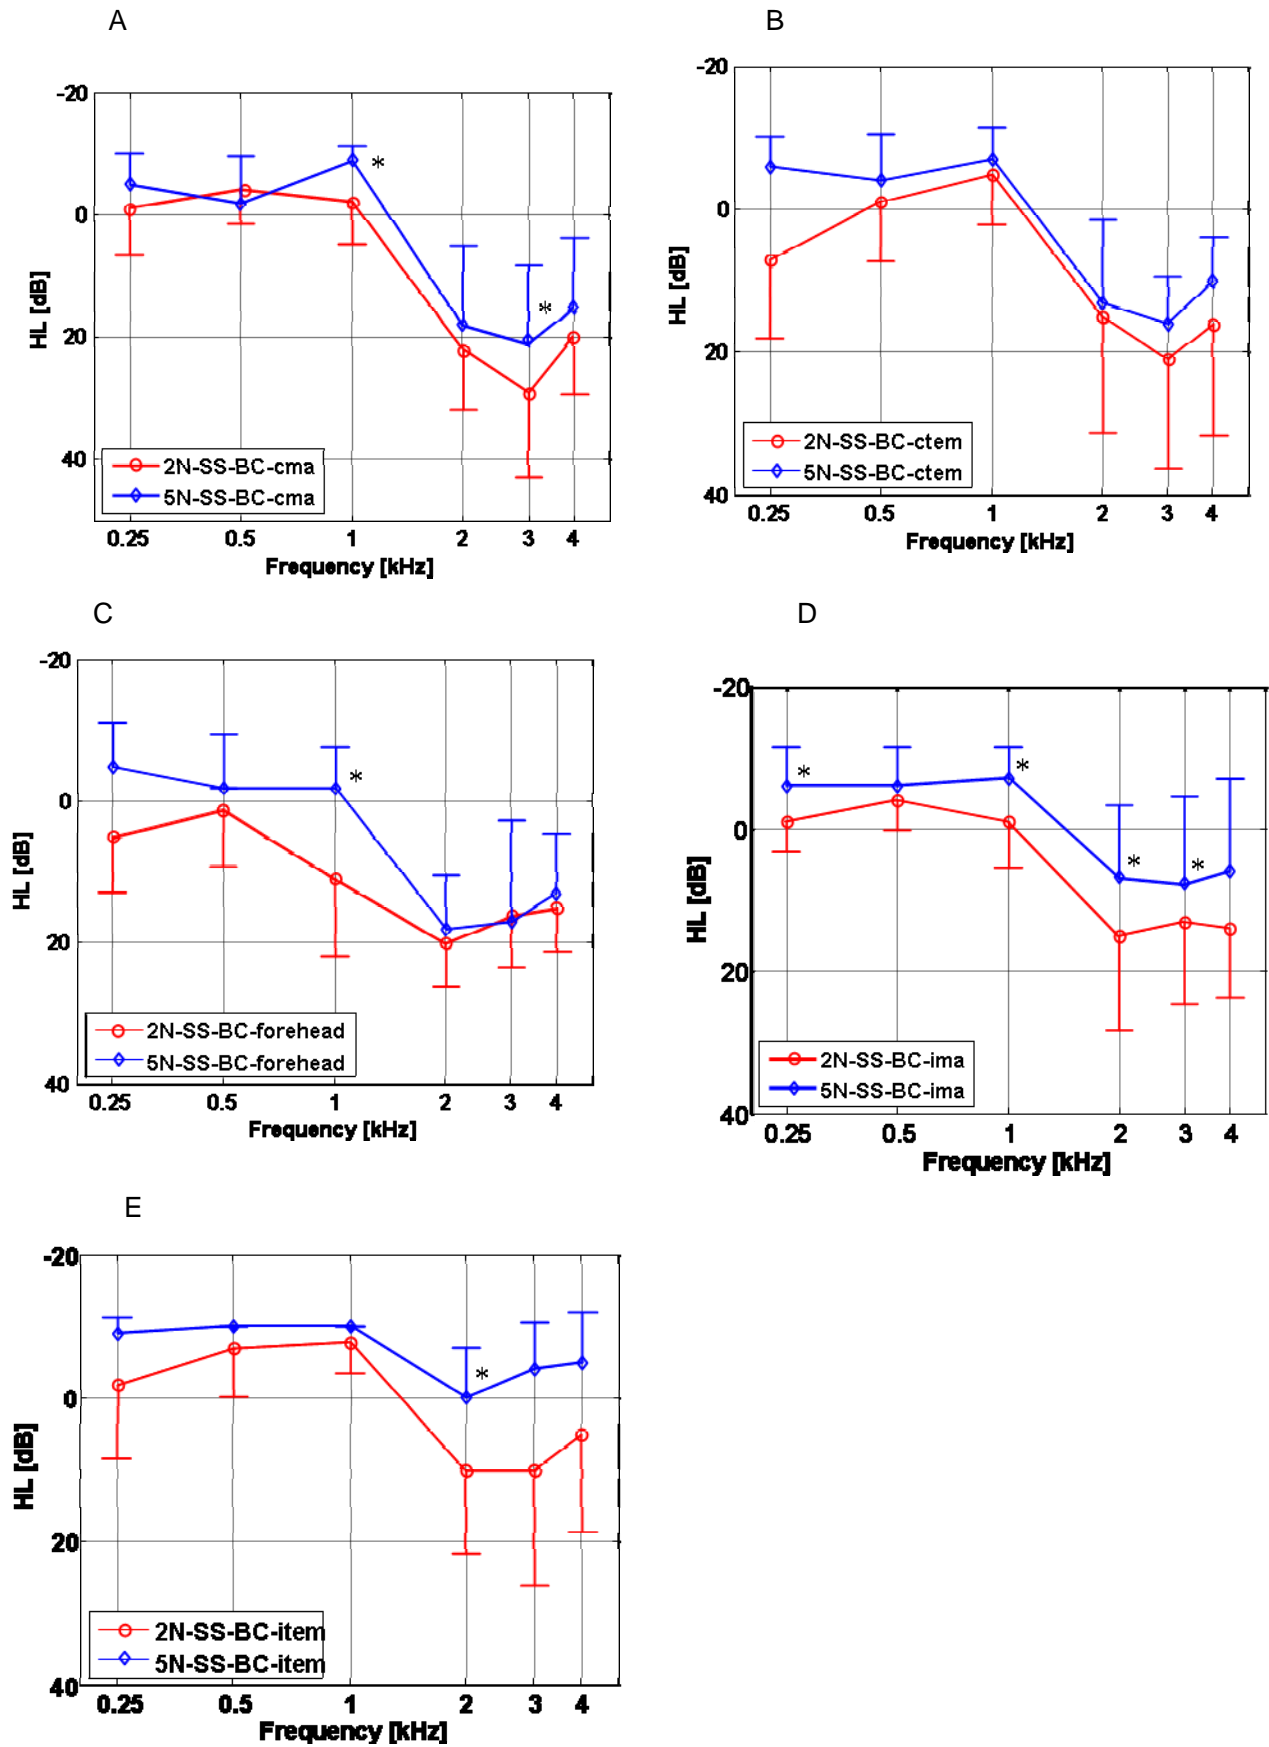 A
-20
0
20
40
HL [dB]
*
*
2N-SS-BC-cma
5N-SS-BC-cma
0.25 0.5 1 2 3 4
Frequency [kHz]
B
-20
0
20
40
HL [dB]
2N-SS-BC-ctem
5N-SS-BC-ctem
0.25 0.5 1 2 3 4
Frequency [kHz]
C
-20
0
20
40
HL [dB]
*
2N-SS-BC-forehead
5N-SS-BC-forehead
0.25 0.5 1 2 3 4
Frequency [kHz]
D
-20
0
20
40
HL [dB]
* *
* *
2N-SS-BC-ima
5N-SS-BC-ima
0.25 0.5 1 2 3 4
Frequency [kHz]
E
-20
0
20
40
HL [dB]
*
2N-SS-BC-item
5N-SS-BC-item
0.25 0.5 1 2 3 4
Frequency [kHz]